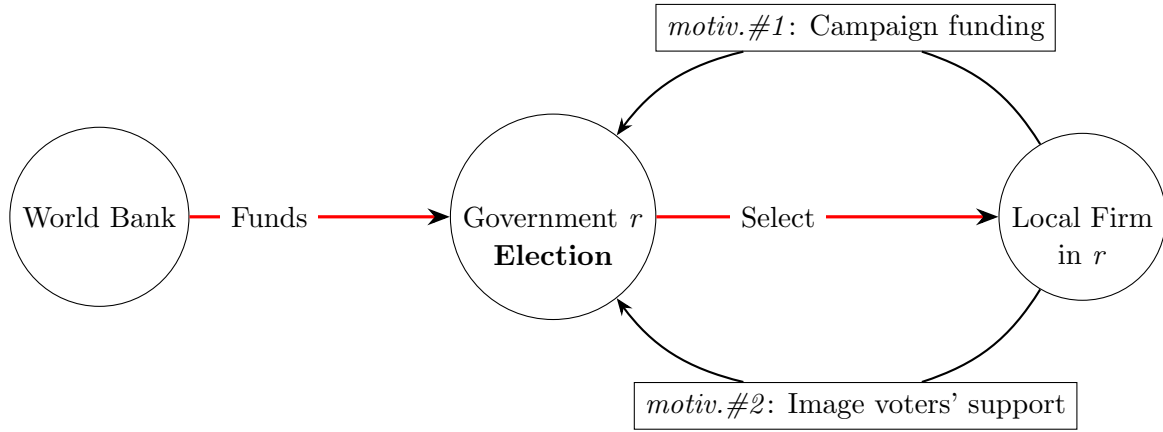 motiv.#1: Campaign funding
World Bank
Funds
Government r
Election
Select
Local Firm
in r
motiv.#2: Image voters' support